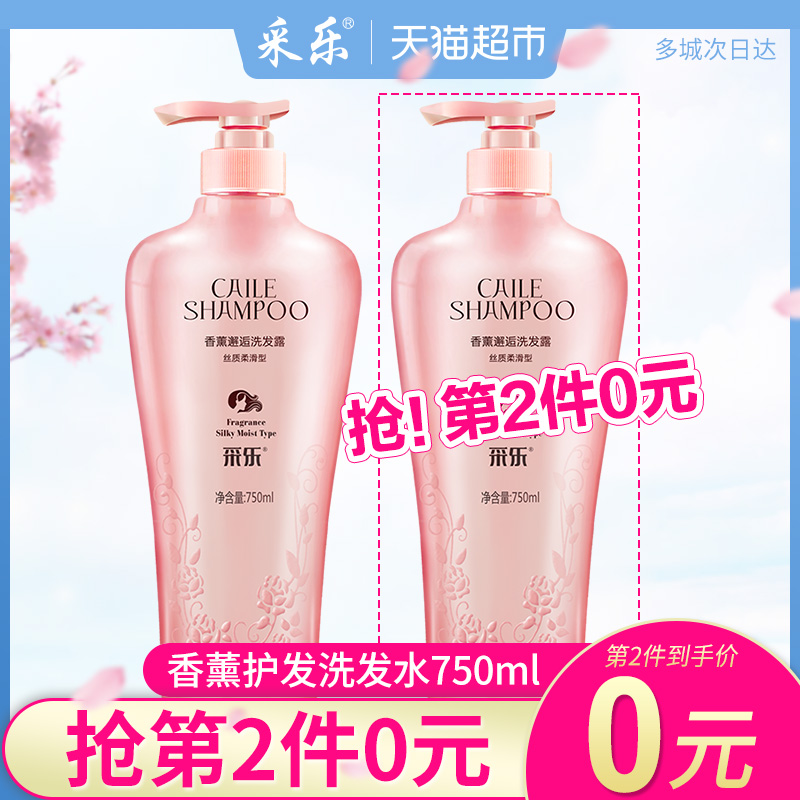 采乐® 天猫超市 多城次日达
CAILE
SHAMPOO
香薰邂逅洗发露
丝质柔滑型
Fragrance
Silky Moist Type
采乐®
净含量:750ml
CAILE
SHAMPOO
香薰邂逅洗发露
丝质柔滑型
抢!第2件0元
采乐®
净含量:750ml
香薰护发洗发水750ml
第2件到手价
0元
抢第2件0元